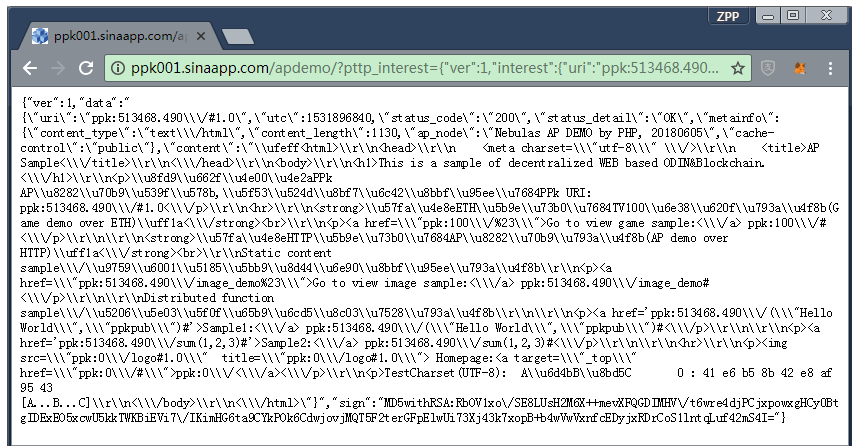 ZPP
ppk001.sinaapp.com/ap
ppk001.sinaapp.com/apdemo/?pttp_interest={"ver":1,"interest":{"uri":"ppk:513468.490...
{"ver":1,"data":"
{\"uri\":\"ppk:513468.490\\\/#1.0\",\"utc\":1531896840,\"status_code\":\"200\",\"status_detail\":\"OK\",\"metainfo\":
{\"content_type\":\"text\\\/html\",\"content_length\":1130,\"ap_node\":\"Nebulas AP DEMO by PHP, 20180605\",\"cache-
control\":\"public\"},\"content\":\"\\ufeff<html>\\r\\n<head>\\r\\n    <meta charset=\\\"utf-8\\\" \\\/>\\r\\n    <title>AP
Sample<\\\/title>\\r\\n<\\\/head>\\r\\n<body>\\r\\n<h1>This is a sample of decentralized WEB based ODIN&Blockchain.
<\\\/h1>\\r\\n<p>\\u8fd9\\u662f\\u4e00\\u4e2aPPk
AP\\u8282\\u70b9\\u539f\\u578b,\\u5f53\\u524d\\u8bf7\\u6c42\\u8bbf\\u95ee\\u7684PPk URI:
ppk:513468.490\\\/#1.0<\\\/p>\\r\\n<hr>\\r\\n<strong>\\u57fa\\u4e8eETH\\u5b9e\\u73b0\\u7684TV100\\u6e38\\u620f\\u793a\\u4f8b(G
ame demo over ETH)\\uff1a<\\\/strong><br>\\r\\n<p><a href=\\\"ppk:100\\\/%23\\\">Go to view game sample:<\\\/a> ppk:100\\\/#
<\\\/p>\\r\\n\\r\\n<strong>\\u57fa\\u4e8eHTTP\\u5b9e\\u73b0\\u7684AP\\u8282\\u70b9\\u793a\\u4f8b(AP demo over
HTTP)\\uff1a<\\\/strong><br>\\r\\nStatic content
sample\\\/\\u9759\\u6001\\u5185\\u5bb9\\u8d44\\u6e90\\u8bbf\\u95ee\\u793a\\u4f8b\\r\\n<p><a
href=\\\"ppk:513468.490\\\/image_demo%23\\\">Go to view image sample:<\\\/a> ppk:513468.490\\\/image_demo#
<\\\/p>\\r\\n\\r\\nDistributed function
sample\\\/\\u5206\\u5e03\\u5f0f\\u65b9\\u6cd5\\u8c03\\u7528\\u793a\\u4f8b\\r\\n\\r\\n<p><a href='ppk:513468.490\\\/(\\\"Hello
World\\\",\\\"ppkpub\\\")#'>Sample1:<\\\/a> ppk:513468.490\\\/(\\\"Hello World\\\",\\\"ppkpub\\\")#<\\\/p>\\r\\n\\r\\n<p><a
href='ppk:513468.490\\\/sum(1,2,3)#'>Sample2:<\\\/a> ppk:513468.490\\\/sum(1,2,3)#<\\\/p>\\r\\n\\r\\n<hr>\\r\\n<p><img
src=\\\"ppk:0\\\/logo#1.0\\\"  title=\\\"ppk:0\\\/logo#1.0\\\"> Homepage:<a target=\\\"_top\\\"
href=\\\"ppk:0\\\/#\\\">ppk:0\\\/<\\\/a><\\\/p>\\r\\n<p>TestCharset(UTF-8):  A\\u6d4bB\\u8bd5C      0 : 41 e6 b5 8b 42 e8 af
95 43
[A...B...C]\\r\\n<\\\/body>\\r\\n<\\\/html>\"}","sign":"MD5withRSA:RbOV1xo\/SE8LUsH2M6X++mevXFQGDIMHV\/t6wre4djPCjxpowxgHCy0Bt
gIDExEO5xcwU5kkTWKBiEVi7\/IKimHG6ta9CYkPOk6CdwjovjMQT5F2terGFpElwUi73Xj43k7xopB+b4wVwVxnfcEDyjxRDrCoS1lntqLuf42mS4I="}